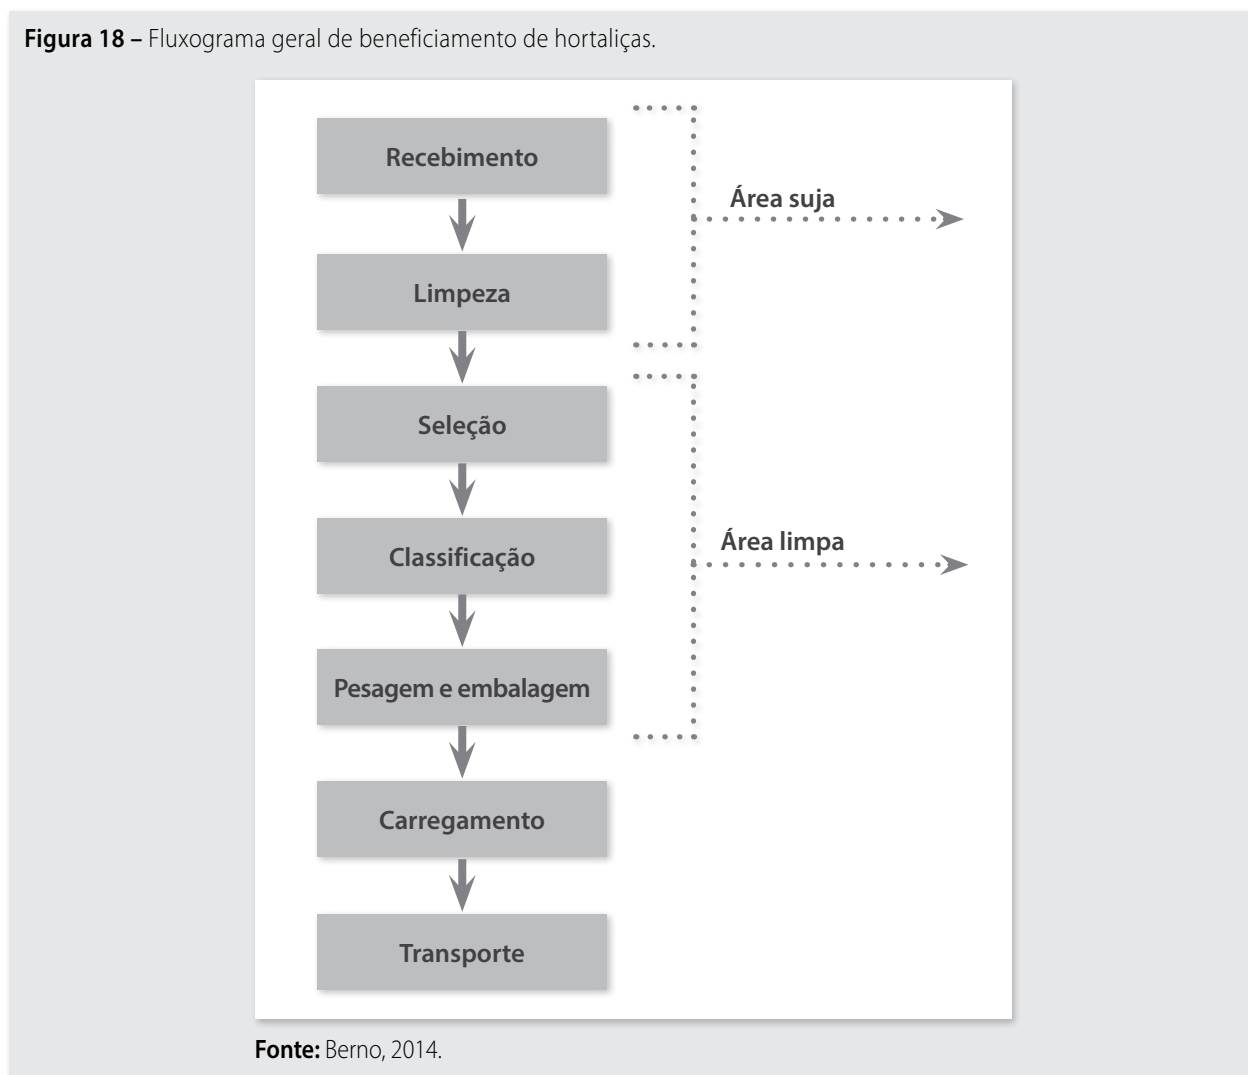 Figura 18 – Fluxograma geral de beneficiamento de hortaliças.
Recebimento
Área suja
Limpeza
Seleção
Classificação
Área limpa
Pesagem e embalagem
Carregamento
Transporte
Fonte: Berno, 2014.